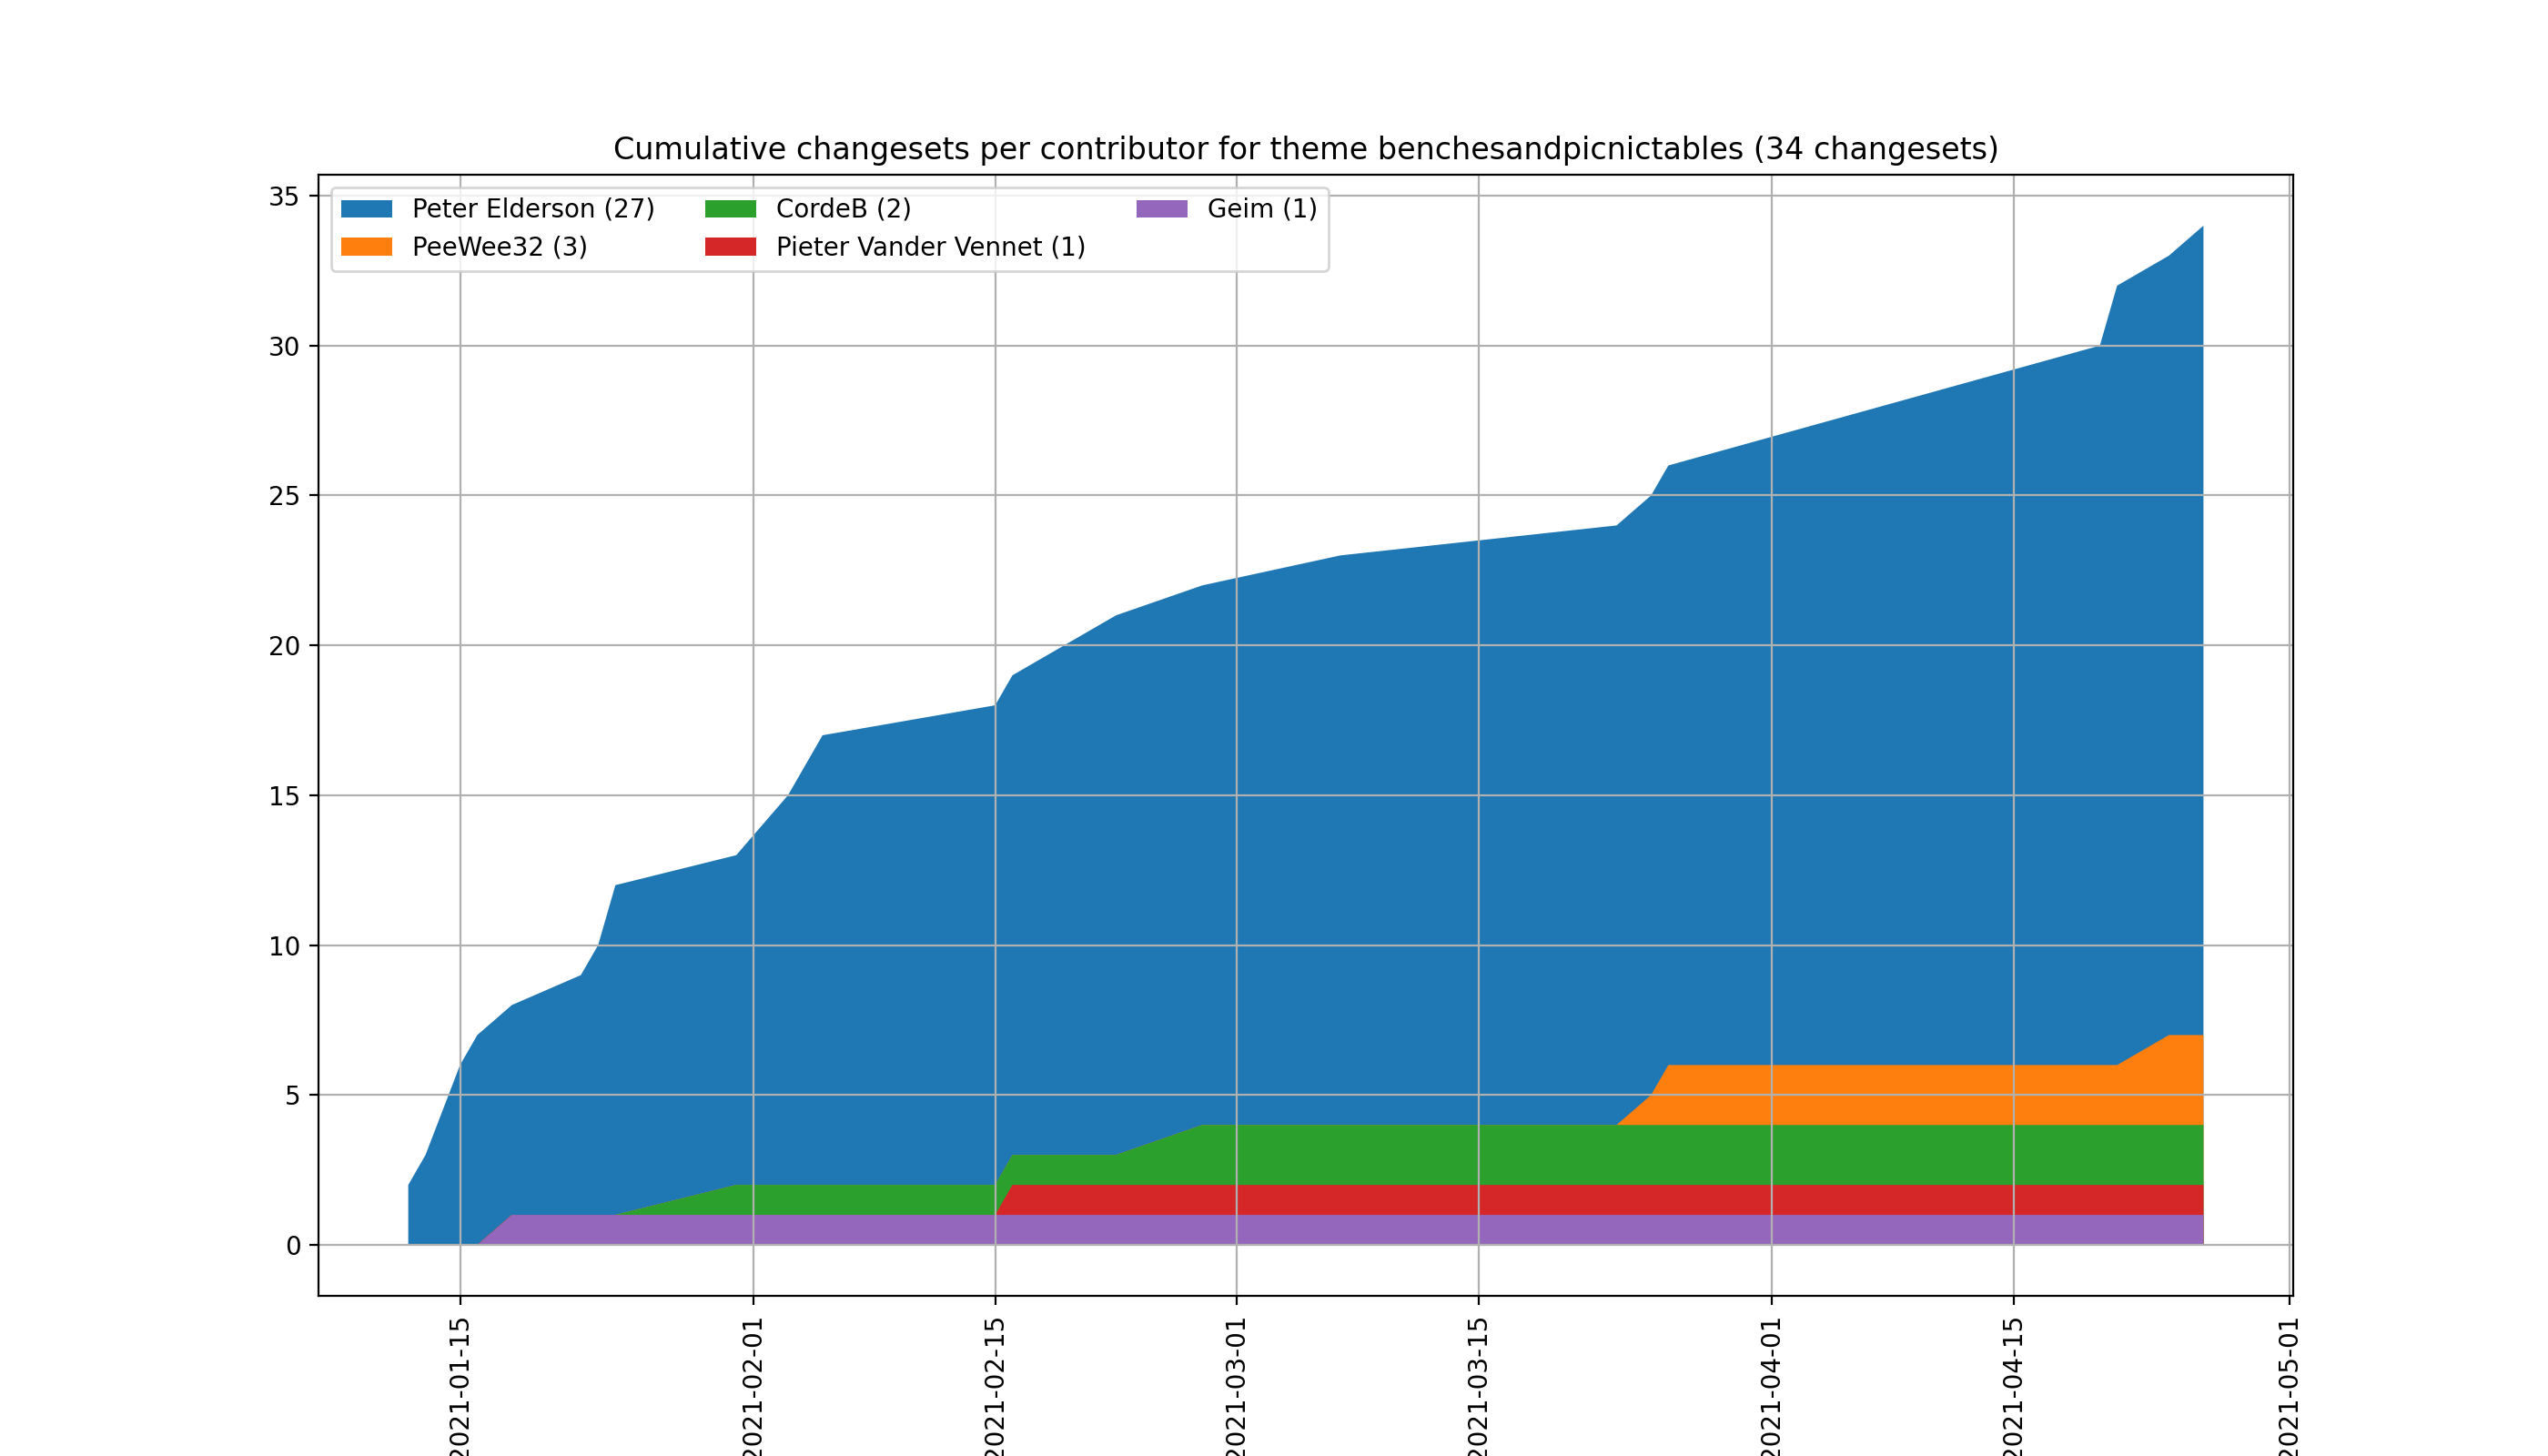 Cumulative changesets per contributor for theme benchesandpicnictables (34 changesets)
Peter Elderson (27)
PeeWee32 (3)
CordeB (2)
Pieter Vander Vennet (1)
Geim (1)
35
30
25
20
15
10
5
0
2021-01-15
2021-02-01
2021-02-15
2021-03-01
2021-03-15
2021-04-01
2021-04-15
2021-05-01